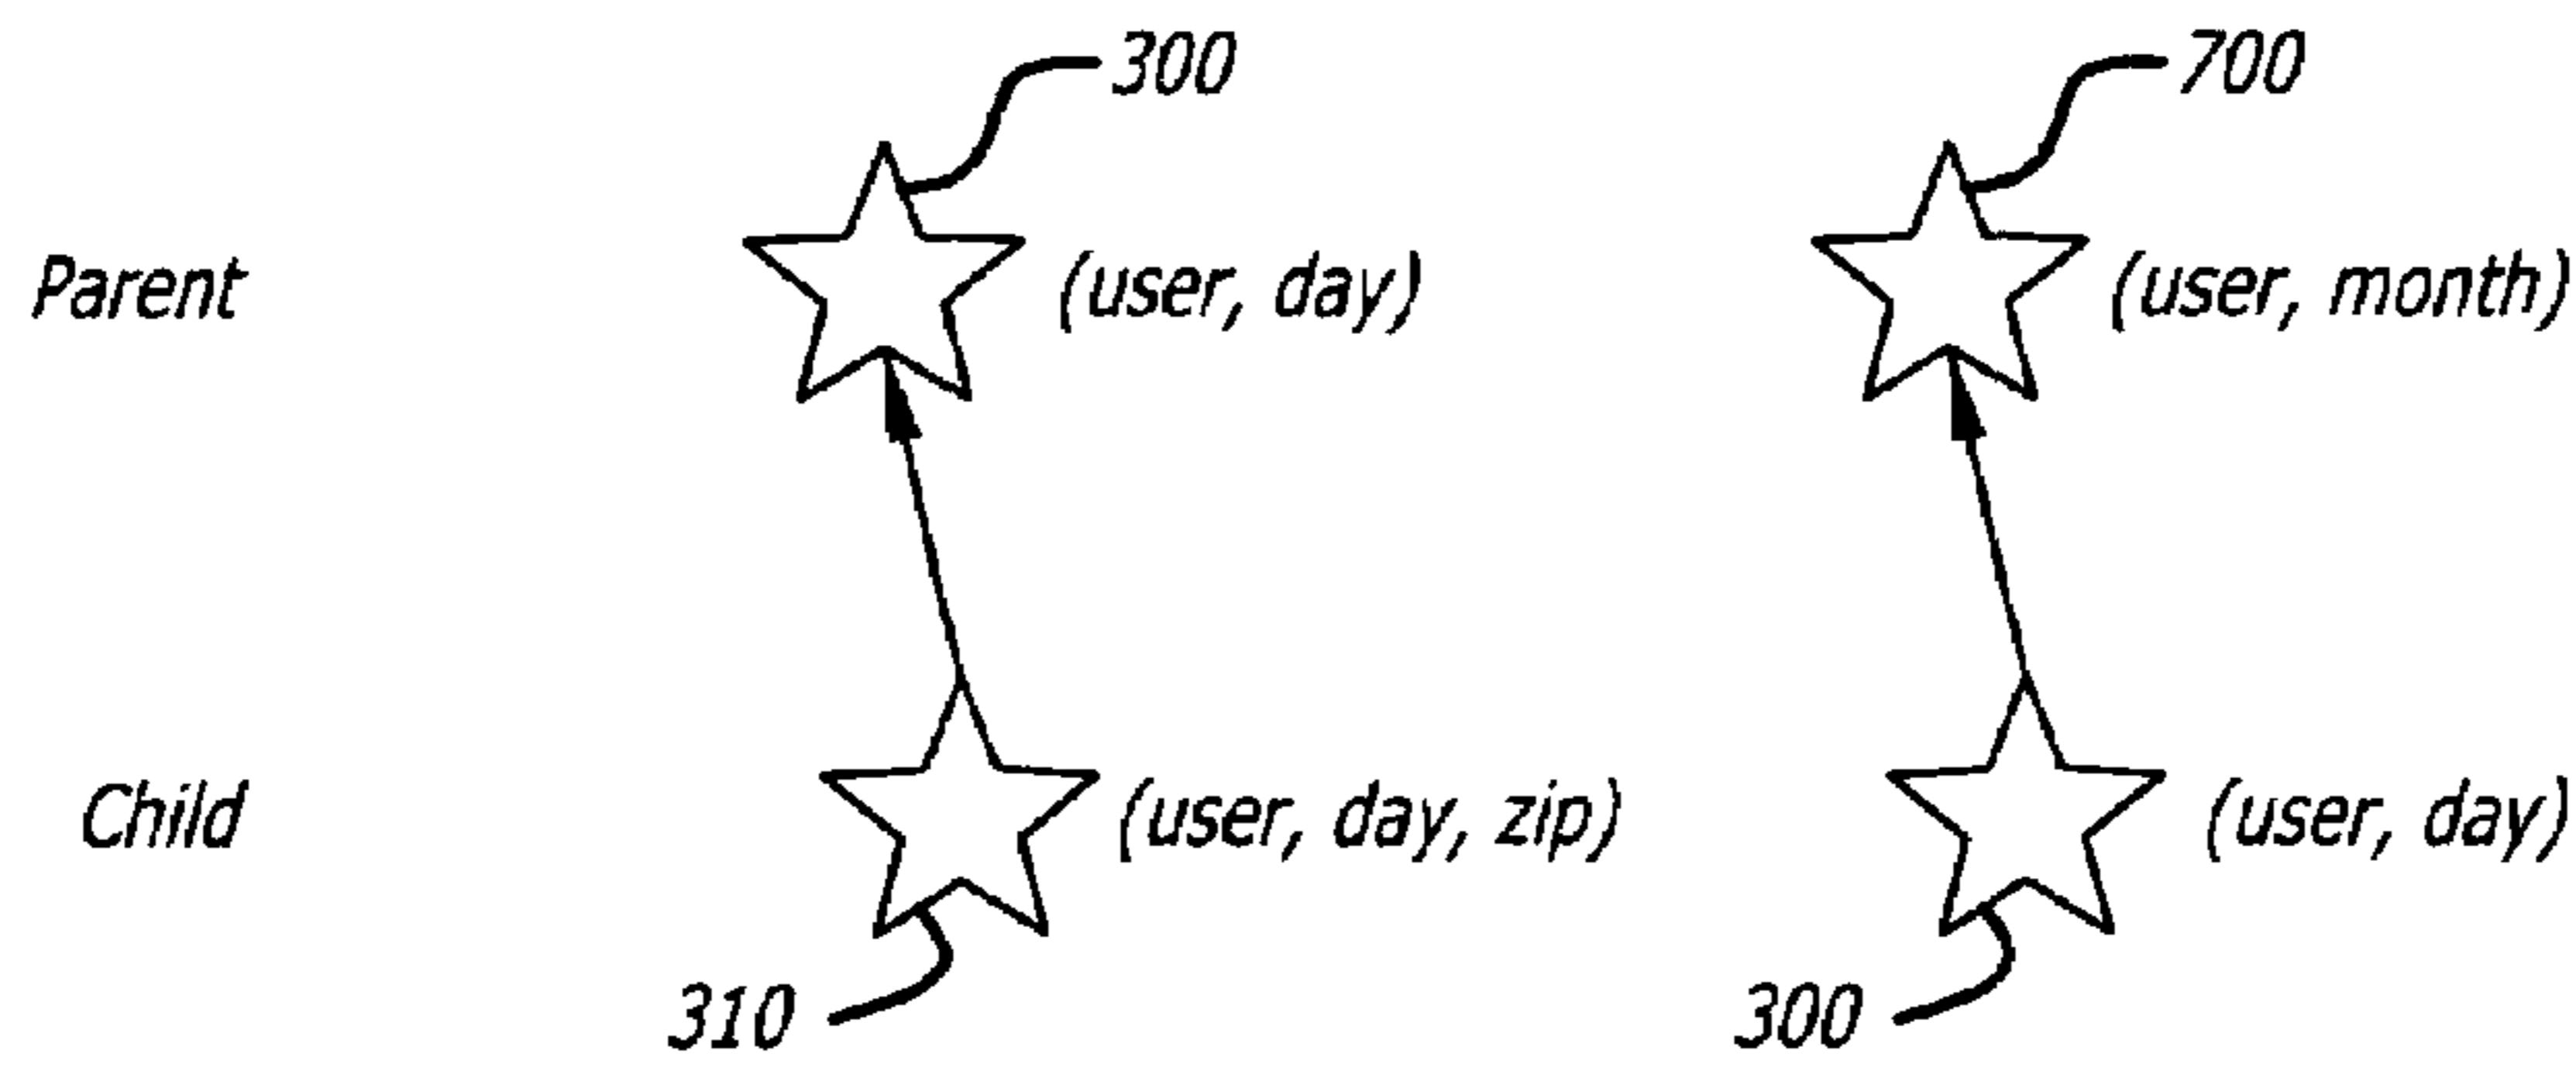 300 700
Parent (user, day) (user, month)
Child (user, day, zip) (user, day)
310 300